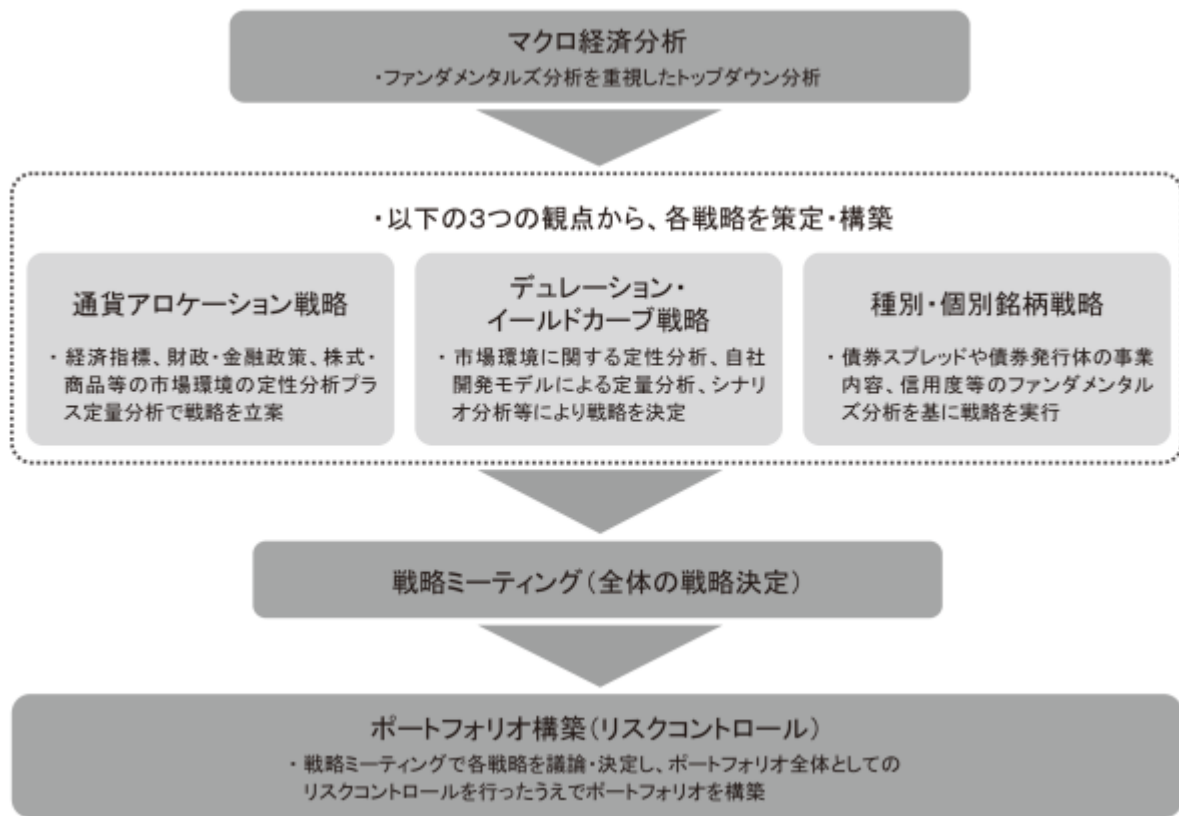 マクロ経済分析
・ファンダメンタルズ分析を重視したトップダウン分析
・以下の3つの観点から、各戦略を策定・構築
通貨アロケーション戦略
・経済指標、財政・金融政策、株式・
商品等の市場環境の定性分析プラ
ス定量分析で戦略を立案
デュレーション・
イールドカーブ戦略
・市場環境に関する定性分析、自社
開発モデルによる定量分析、シナリ
オ分析等により戦略を決定
種別・個別銘柄戦略
・債券スプレッドや債券発行体の事業
内容、信用度等のファンダメンタル
ズ分析を基に戦略を実行
戦略ミーティング(全体の戦略決定)
ポートフォリオ構築(リスクコントロール)
・戦略ミーティングで各戦略を議論・決定し、ポートフォリオ全体としての
リスクコントロールを行ったうえでポートフォリオを構築